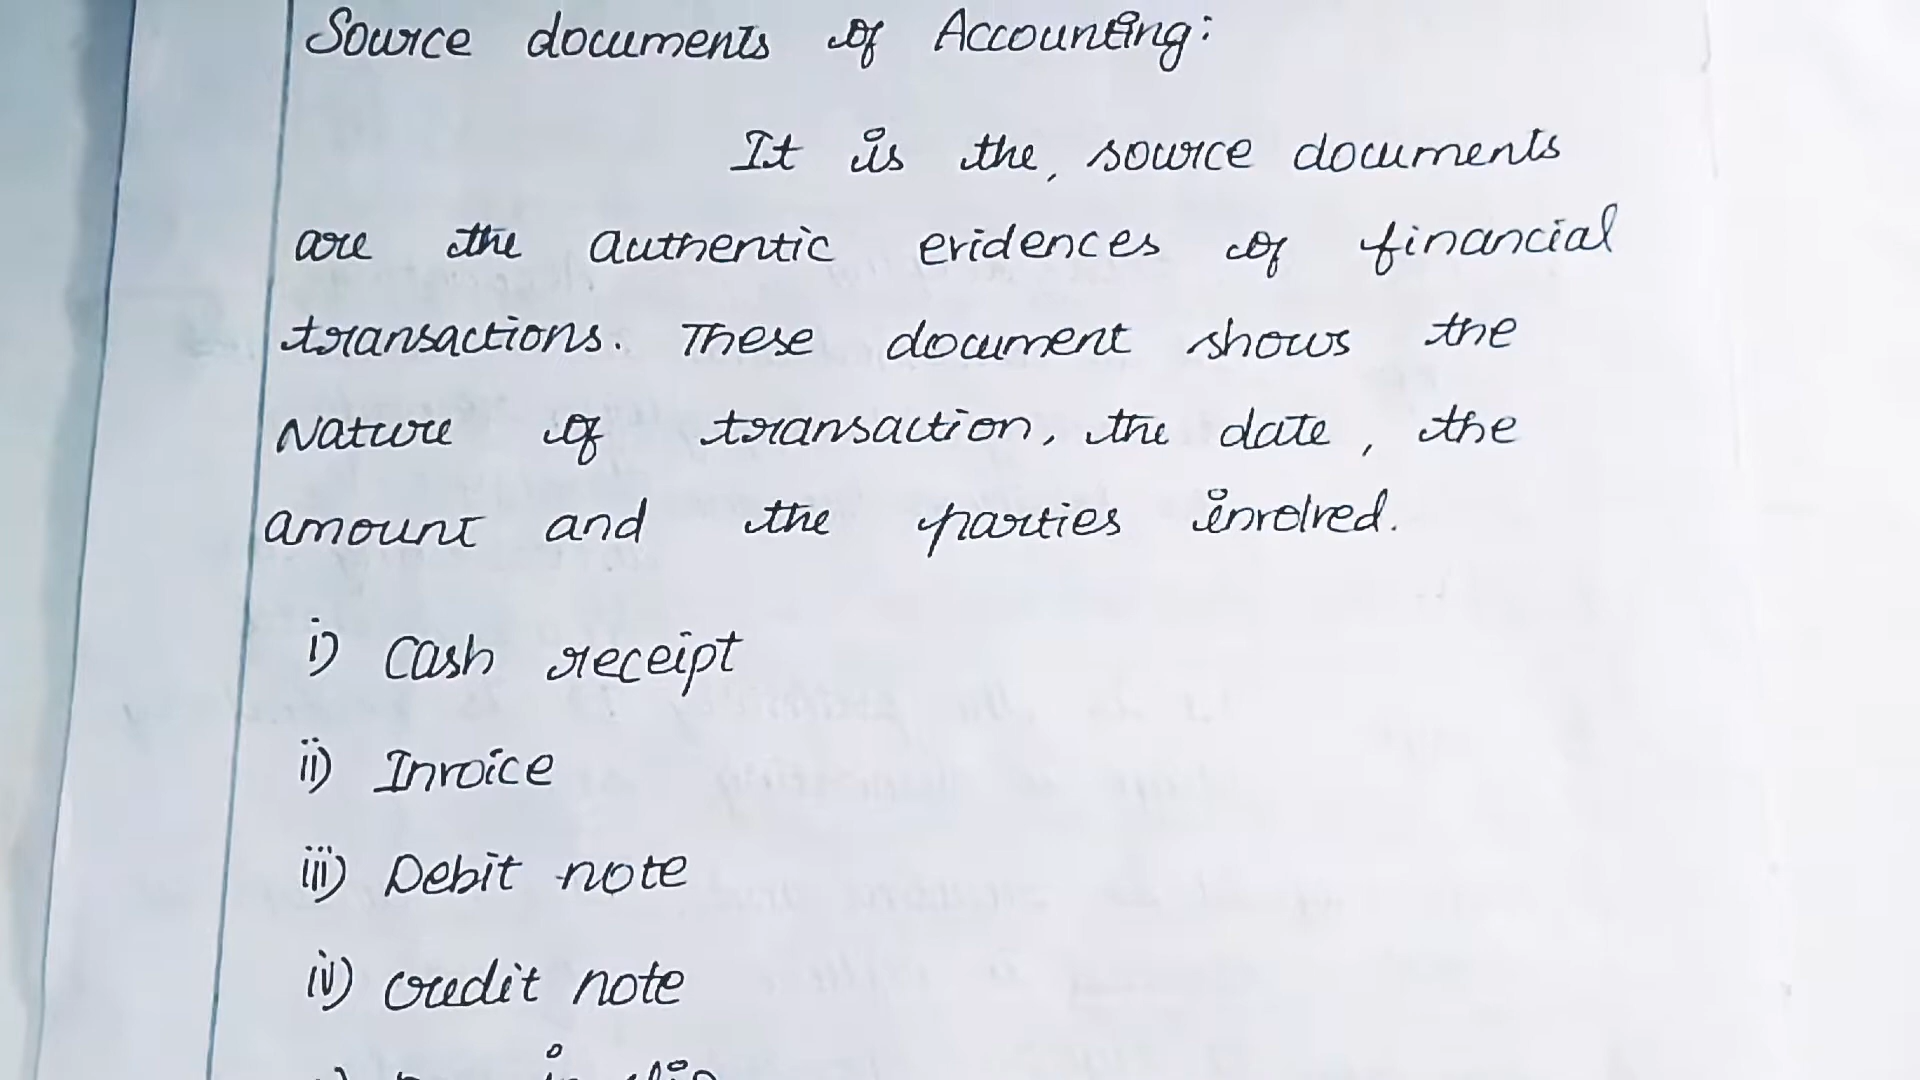 Source documents of Accounting:
It is the, source documents
are the authentic evidences of financial
transactions. These document shows the
Nature of transaction, the date, the
amount and the parties involved.
i) Cash receipt
ii) Invoice
iii) Debit note
iv) credit note